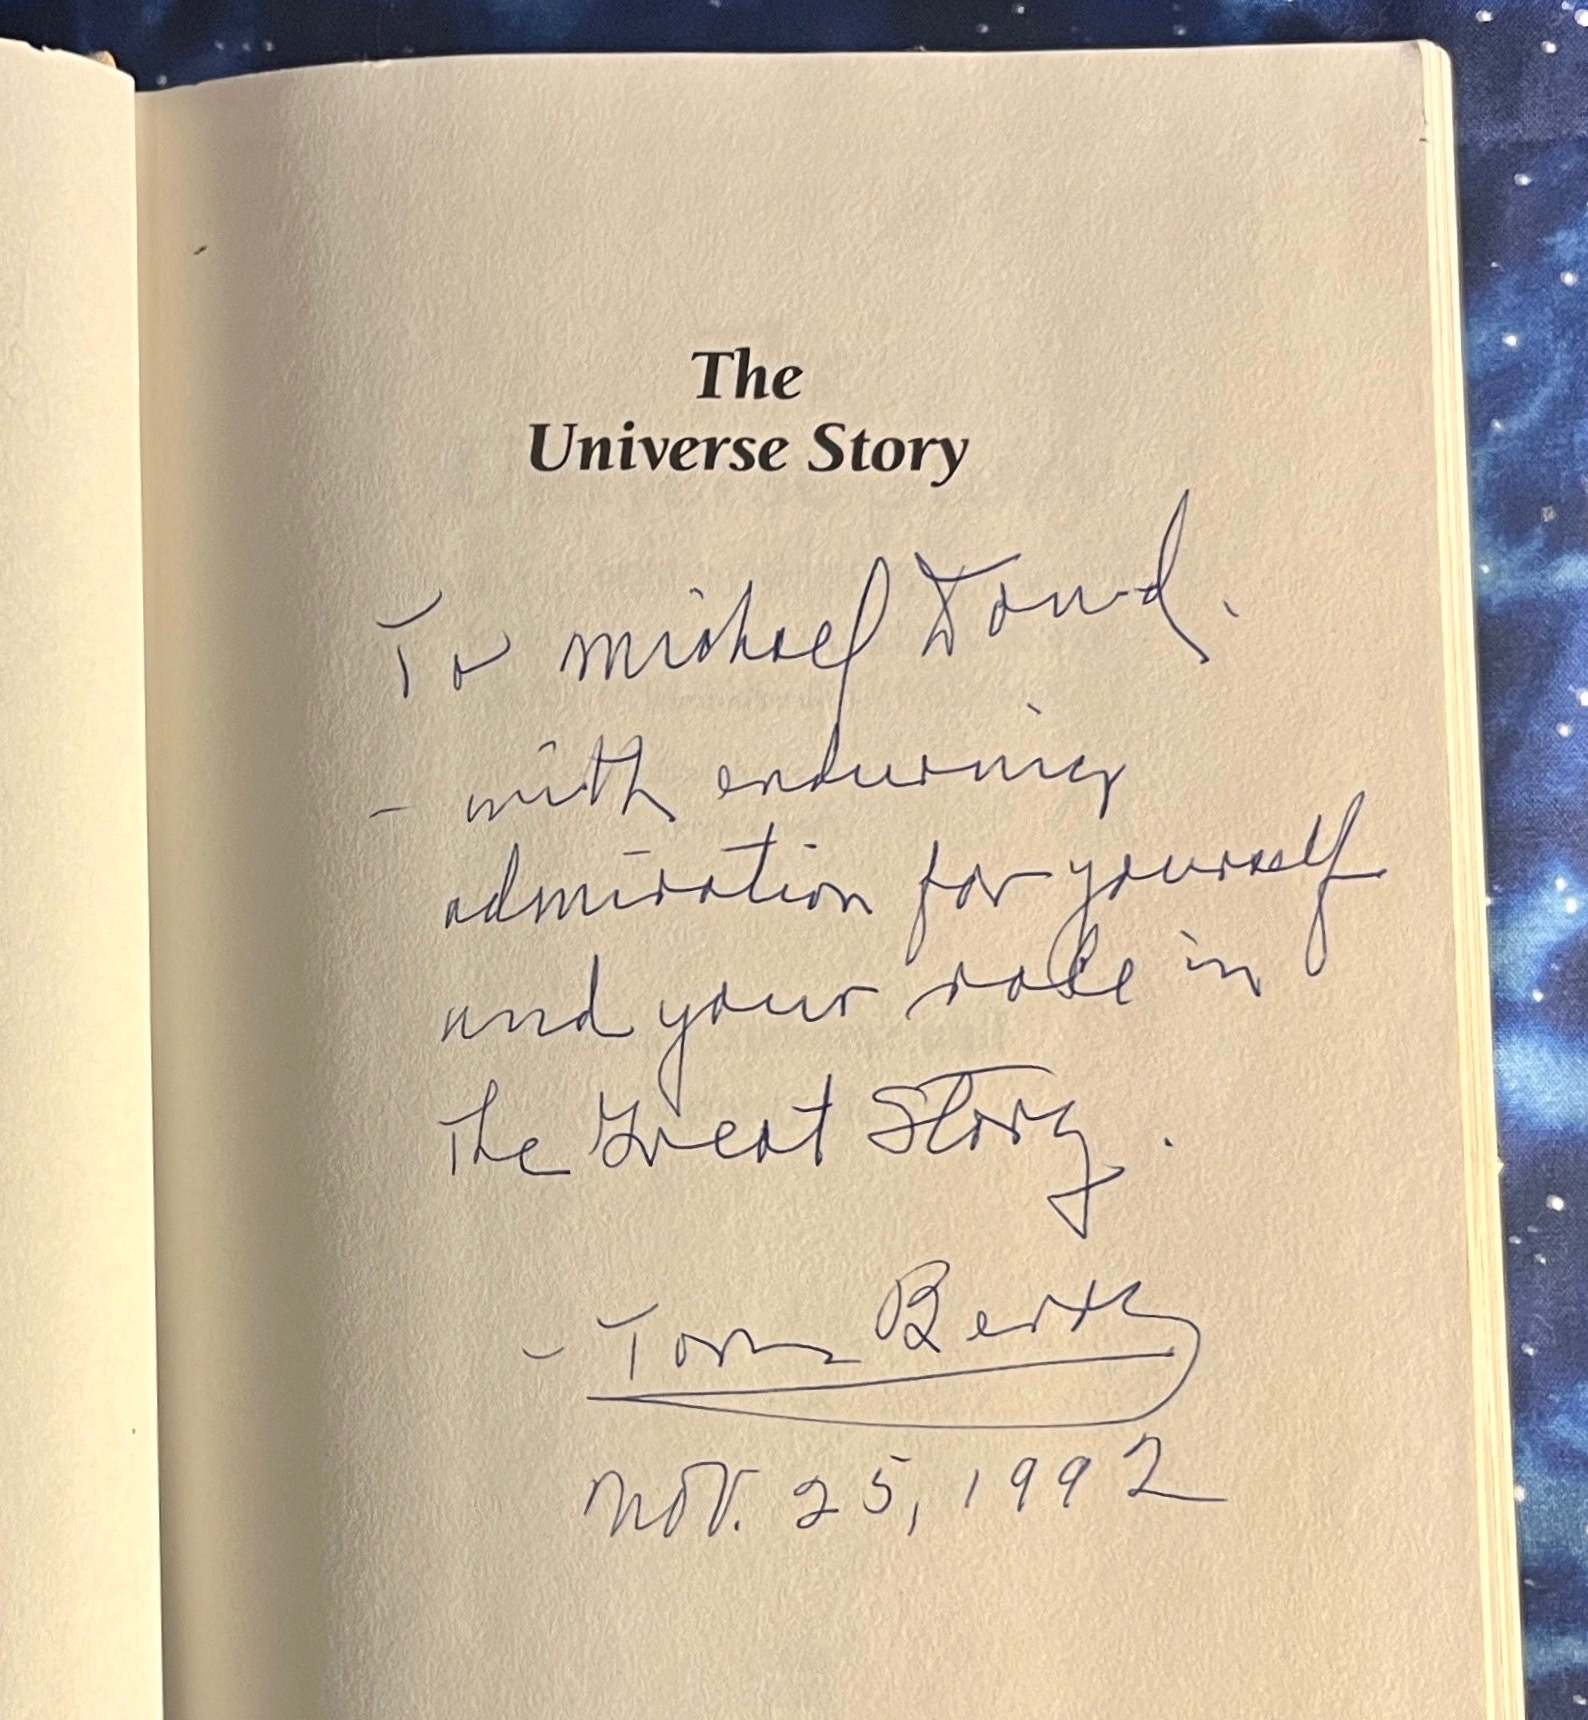 The
Universe Story
To Michael Dowd.
- with enduring
admiration for yourself
and your role in
The Great Story.
- Tom Berry
Nov. 25, 1992